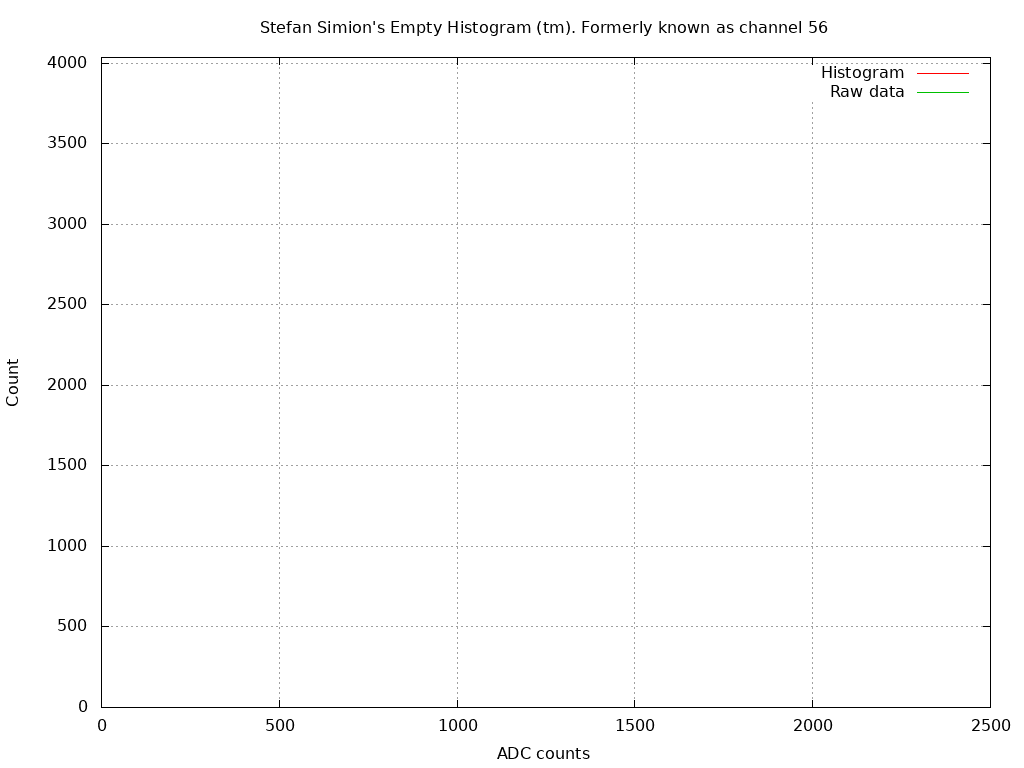 Stefan Simion's Empty Histogram (tm). Formerly known as channel 56
4000
3500
3000
2500
2000
1500
1000
500
0
Count
Histogram
Raw data
0 500 1000 1500 2000 2500
ADC counts